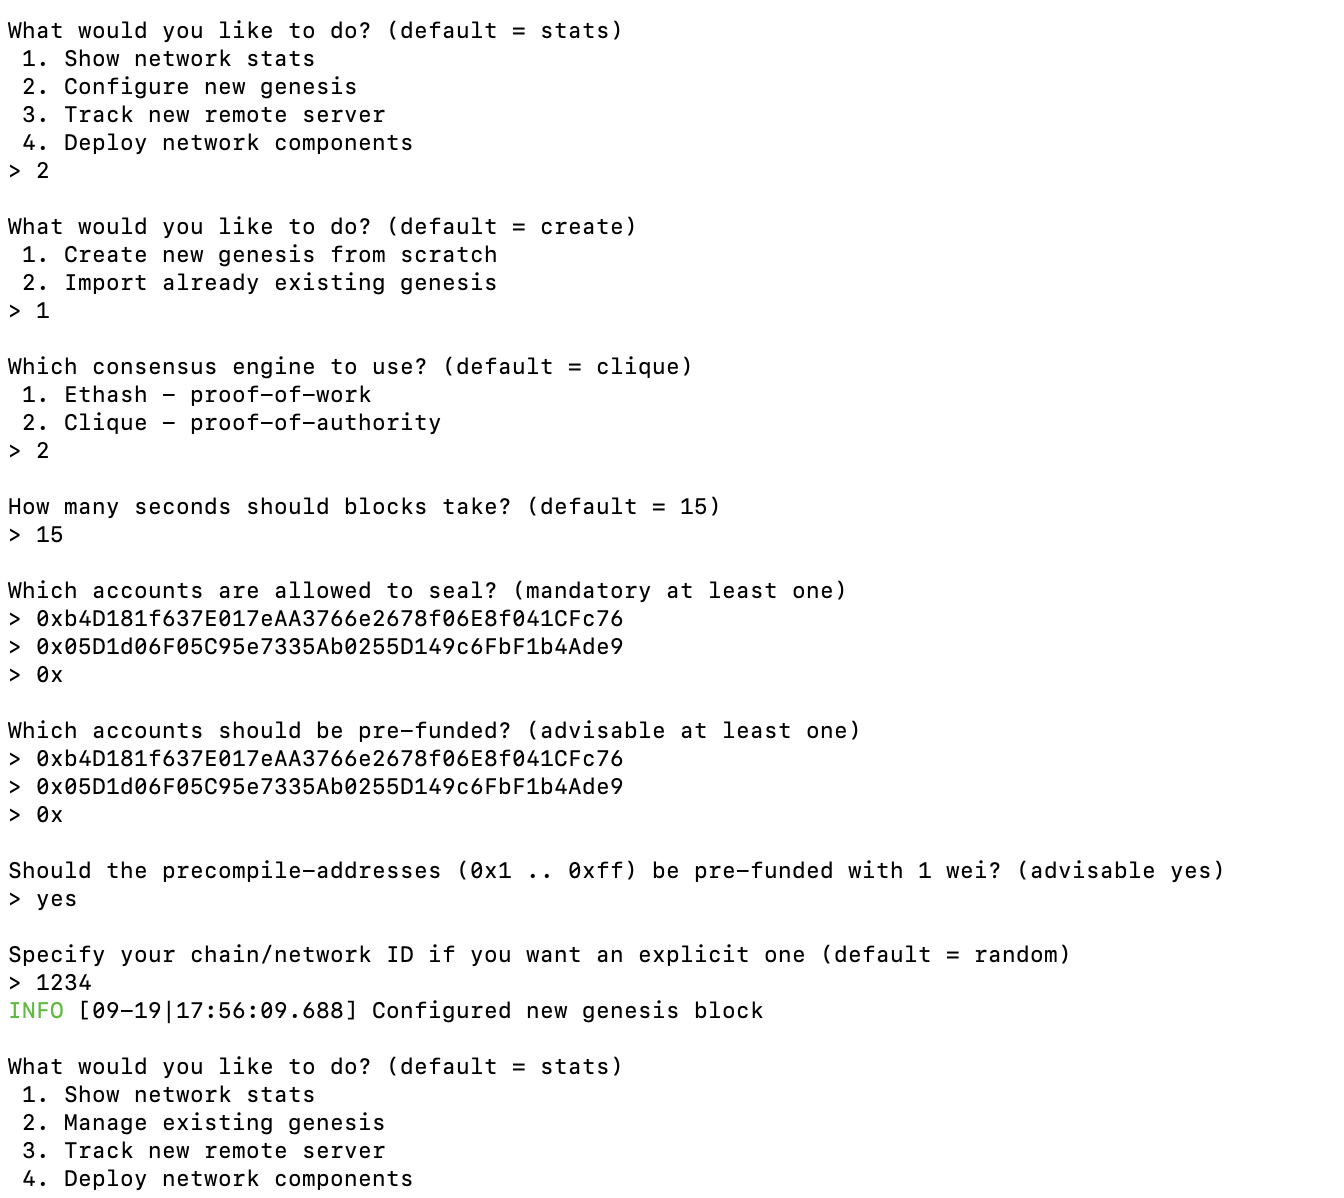 What would you like to do? (default = stats)
 1. Show network stats
 2. Configure new genesis
 3. Track new remote server
 4. Deploy network components
> 2

What would you like to do? (default = create)
 1. Create new genesis from scratch
 2. Import already existing genesis
> 1

Which consensus engine to use? (default = clique)
 1. Ethash - proof-of-work
 2. Clique - proof-of-authority
> 2

How many seconds should blocks take? (default = 15)
> 15

Which accounts are allowed to seal? (mandatory at least one)
> 0xb4D181f637E017eAA3766e2678f06E8f041CFc76
> 0x05D1d06F05C95e7335Ab0255D149c6FbF1b4Ade9
> 0x

Which accounts should be pre-funded? (advisable at least one)
> 0xb4D181f637E017eAA3766e2678f06E8f041CFc76
> 0x05D1d06F05C95e7335Ab0255D149c6FbF1b4Ade9
> 0x

Should the precompile-addresses (0x1 .. 0xff) be pre-funded with 1 wei? (advisable yes)
> yes

Specify your chain/network ID if you want an explicit one (default = random)
> 1234
INFO [09-19|17:56:09.688] Configured new genesis block

What would you like to do? (default = stats)
 1. Show network stats
 2. Manage existing genesis
 3. Track new remote server
 4. Deploy network components